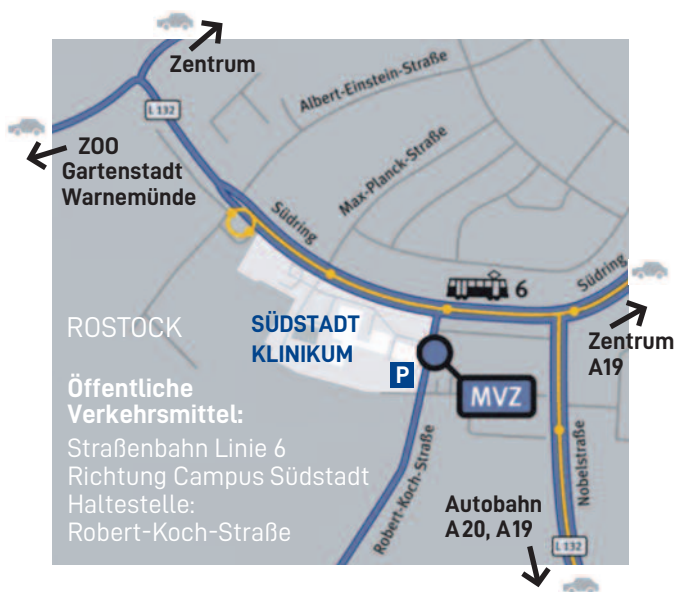 Zentrum
Albert-Einstein-Straße
L 132
ZOO
Gartenstadt
Warnemünde
Max-Planck-Straße
Südring
6
Südring
ROSTOCK
SÜDSTADT
KLINIKUM
Zentrum
A19
P
MVZ
Öffentliche
Verkehrsmittel:
Straßenbahn Linie 6
Richtung Campus Südstadt
Haltestelle:
Robert-Koch-Straße
Robert-Koch-Straße
Nobelstraße
Autobahn
A20, A19
L 132